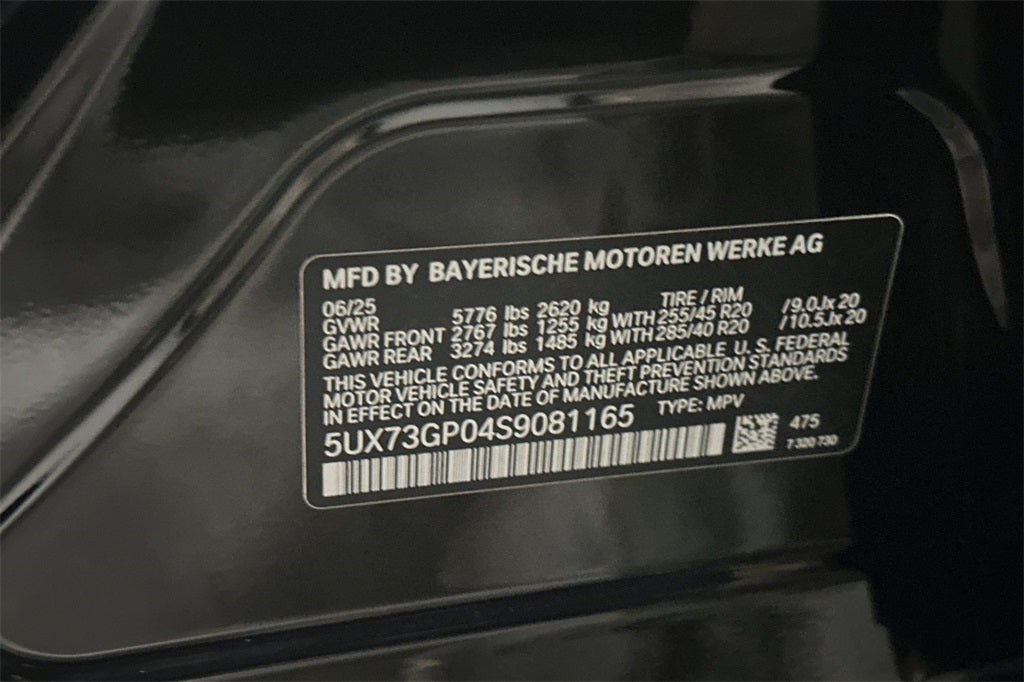 MFD BY BAYERISCHE MOTOREN WERKE AG
06/25 TIRE / RIM
GVWR 5776 lbs 2620 kg
GAWR FRONT 2767 lbs 1255 kg WITH 255/45 R20 /9.0Jx20
GAWR REAR 3274 lbs 1485 kg WITH 285/40 R20 /10.5Jx20
THIS VEHICLE CONFORMS TO ALL APPLICABLE U. S. FEDERAL
MOTOR VEHICLE SAFETY AND THEFT PREVENTION STANDARDS
IN EFFECT ON THE DATE OF MANUFACTURE SHOWN ABOVE.
5UX73GP04S9081165 TYPE: MPV
475
7 320 730